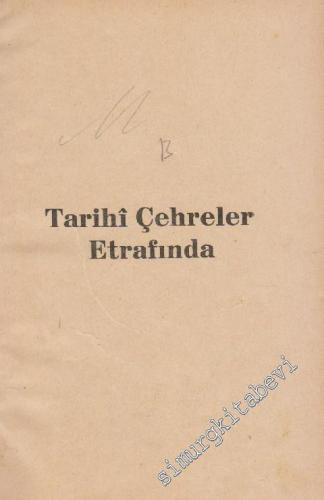 M
B
Tarihî Çehreler
Etrafında
simurgkitabevi